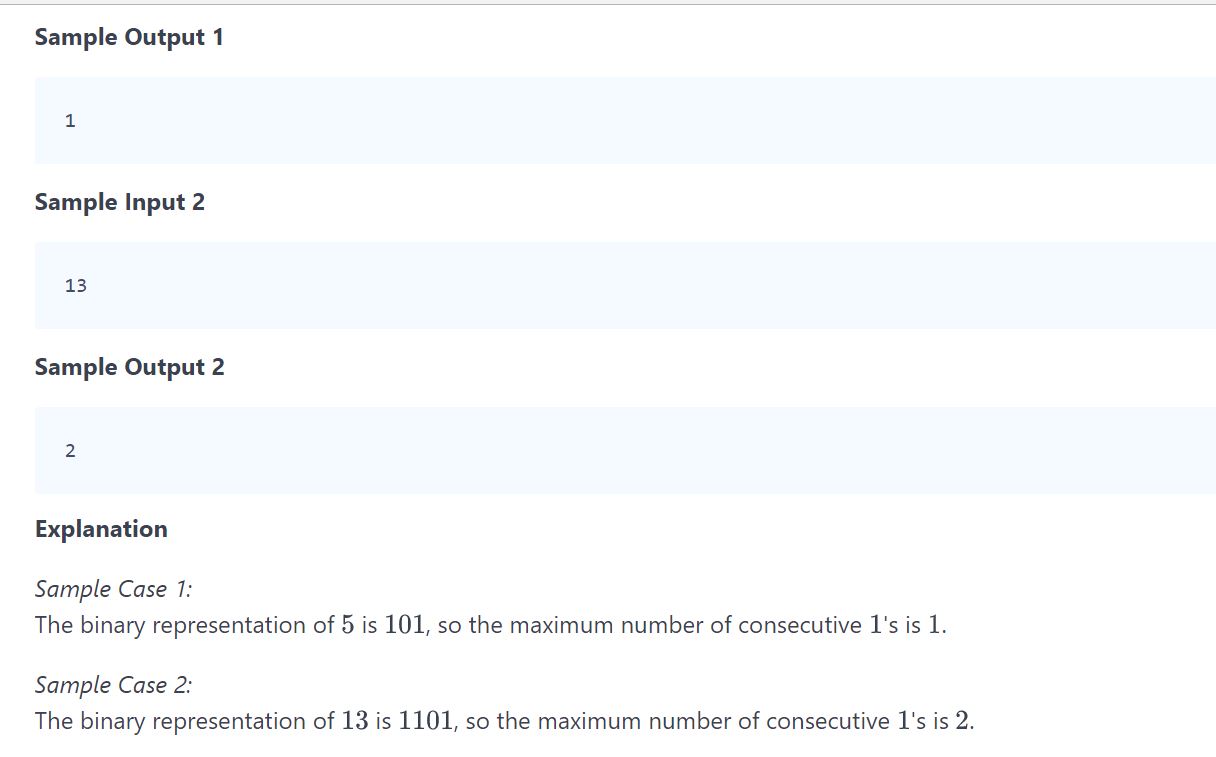 Sample Output 1
1
Sample Input 2
13
Sample Output 2
2
Explanation
Sample Case 1:
The binary representation of 5 is 101, so the maximum number of consecutive 1's is 1.
Sample Case 2:
The binary representation of 13 is 1101, so the maximum number of consecutive 1's is 2.